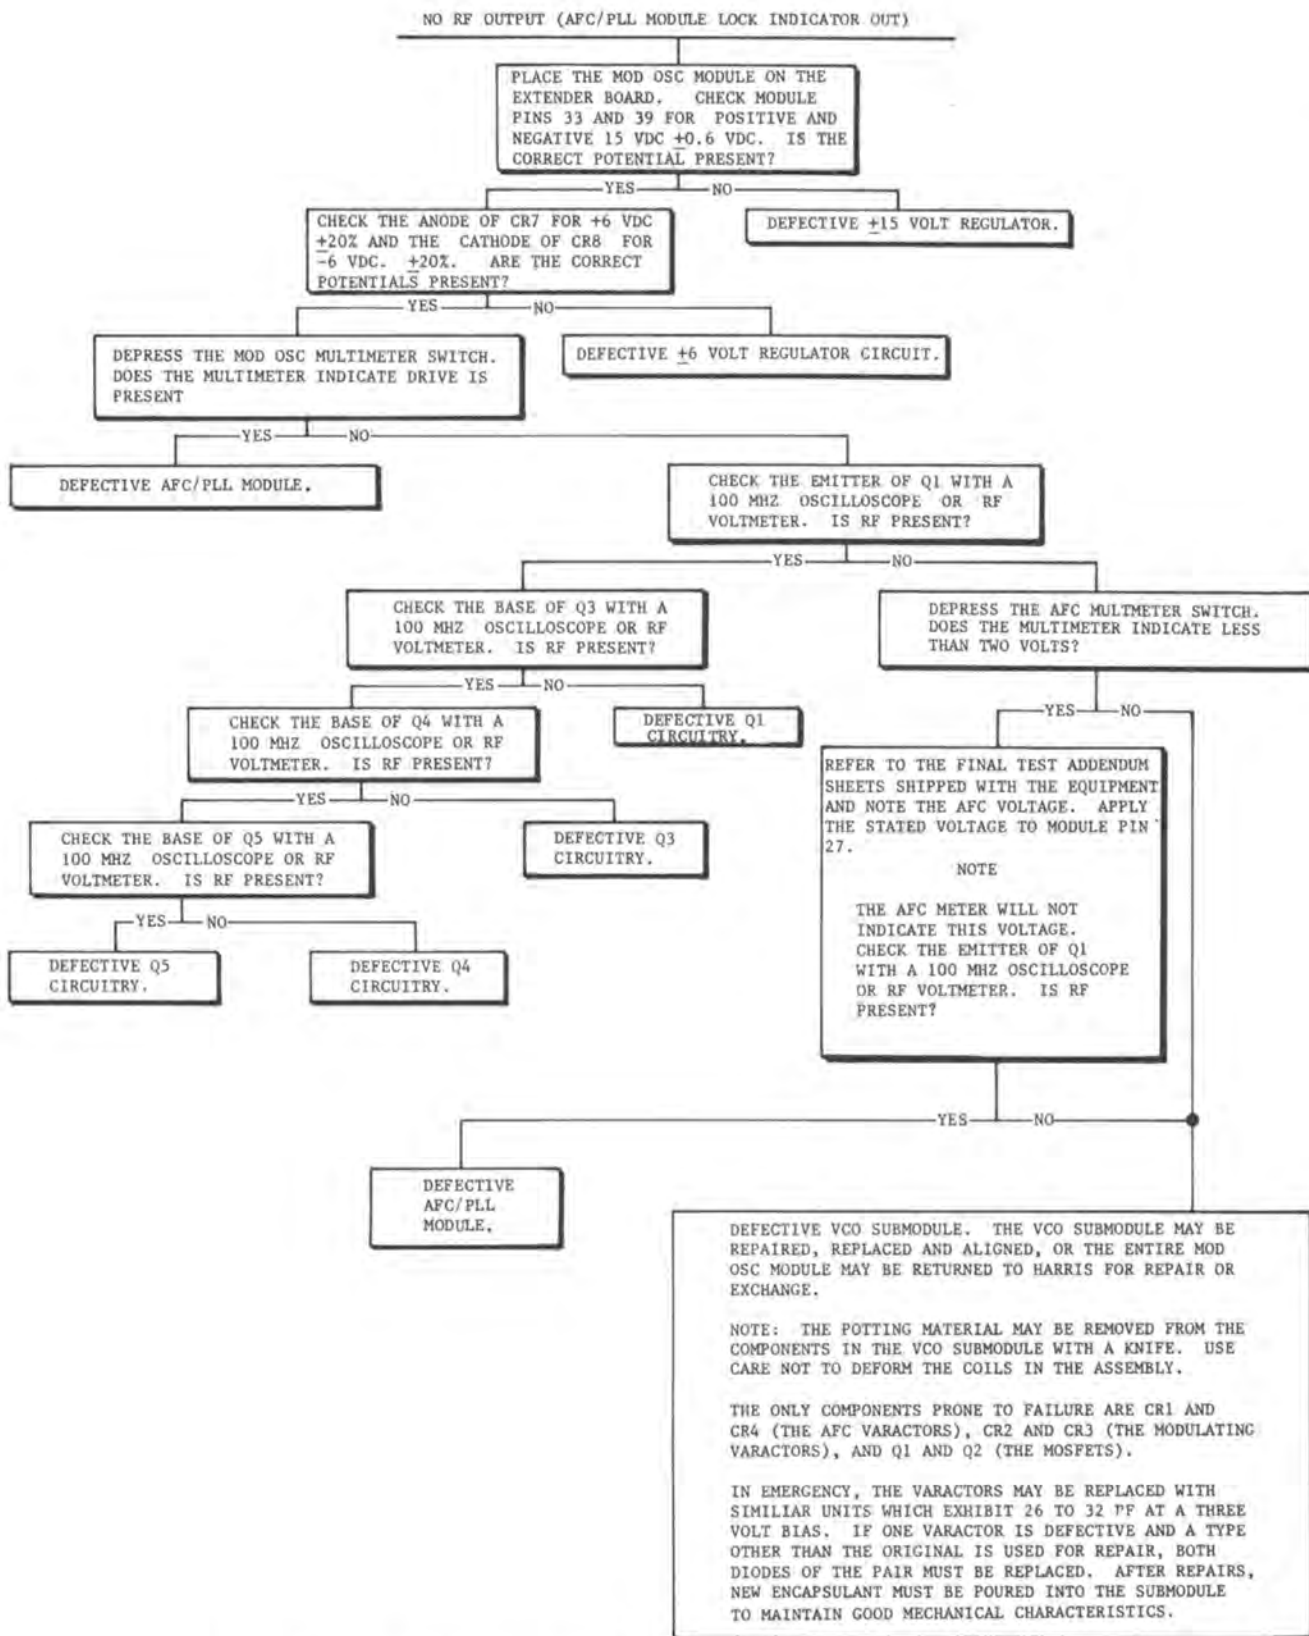 NO RF OUTPUT (AFC/PLL MODULE LOCK INDICATOR OUT)
PLACE THE MOD OSC MODULE ON THE
EXTENDER BOARD. CHECK MODULE
PINS 33 AND 39 FOR POSITIVE AND
NEGATIVE 15 VDC ±0.6 VDC. IS THE
CORRECT POTENTIAL PRESENT?
YES NO
CHECK THE ANODE OF CR7 FOR +6 VDC
±20% AND THE CATHODE OF CR8 FOR
-6 VDC. ±20%. ARE THE CORRECT
POTENTIALS PRESENT?
DEFECTIVE ±15 VOLT REGULATOR.
YES NO
DEPRESS THE MOD OSC MULTIMETER SWITCH.
DOES THE MULTIMETER INDICATE DRIVE IS
PRESENT
DEFECTIVE ±6 VOLT REGULATOR CIRCUIT.
YES NO
DEFECTIVE AFC/PLL MODULE.
CHECK THE EMITTER OF Q1 WITH A
100 MHZ OSCILLOSCOPE OR RF
VOLTMETER. IS RF PRESENT?
YES NO
CHECK THE BASE OF Q3 WITH A
100 MHZ OSCILLOSCOPE OR RF
VOLTMETER. IS RF PRESENT?
DEPRESS THE AFC MULTMETER SWITCH.
DOES THE MULTIMETER INDICATE LESS
THAN TWO VOLTS?
YES NO
CHECK THE BASE OF Q4 WITH A
100 MHZ OSCILLOSCOPE OR RF
VOLTMETER. IS RF PRESENT?
DEFECTIVE Q1
CIRCUITRY.
YES NO
REFER TO THE FINAL TEST ADDENDUM
SHEETS SHIPPED WITH THE EQUIPMENT
AND NOTE THE AFC VOLTAGE. APPLY
THE STATED VOLTAGE TO MODULE PIN
27.
NOTE
THE AFC METER WILL NOT
INDICATE THIS VOLTAGE.
CHECK THE EMITTER OF Q1
WITH A 100 MHZ OSCILLOSCOPE
OR RF VOLTMETER. IS RF
PRESENT?
YES NO
CHECK THE BASE OF Q5 WITH A
100 MHZ OSCILLOSCOPE OR RF
VOLTMETER. IS RF PRESENT?
DEFECTIVE Q3
CIRCUITRY.
YES NO
DEFECTIVE Q5
CIRCUITRY.
DEFECTIVE Q4
CIRCUITRY.
YES NO
DEFECTIVE
AFC/PLL
MODULE.
DEFECTIVE VCO SUBMODULE. THE VCO SUBMODULE MAY BE
REPAIRED, REPLACED AND ALIGNED, OR THE ENTIRE MOD
OSC MODULE MAY BE RETURNED TO HARRIS FOR REPAIR OR
EXCHANGE.
NOTE: THE POTTING MATERIAL MAY BE REMOVED FROM THE
COMPONENTS IN THE VCO SUBMODULE WITH A KNIFE. USE
CARE NOT TO DEFORM THE COILS IN THE ASSEMBLY.
THE ONLY COMPONENTS PRONE TO FAILURE ARE CR1 AND
CR4 (THE AFC VARACTORS), CR2 AND CR3 (THE MODULATING
VARACTORS), AND Q1 AND Q2 (THE MOSFETS).
IN EMERGENCY, THE VARACTORS MAY BE REPLACED WITH
SIMILIAR UNITS WHICH EXHIBIT 26 TO 32 PF AT A THREE
VOLT BIAS. IF ONE VARACTOR IS DEFECTIVE AND A TYPE
OTHER THAN THE ORIGINAL IS USED FOR REPAIR, BOTH
DIODES OF THE PAIR MUST BE REPLACED. AFTER REPAIRS,
NEW ENCAPSULANT MUST BE POURED INTO THE SUBMODULE
TO MAINTAIN GOOD MECHANICAL CHARACTERISTICS.